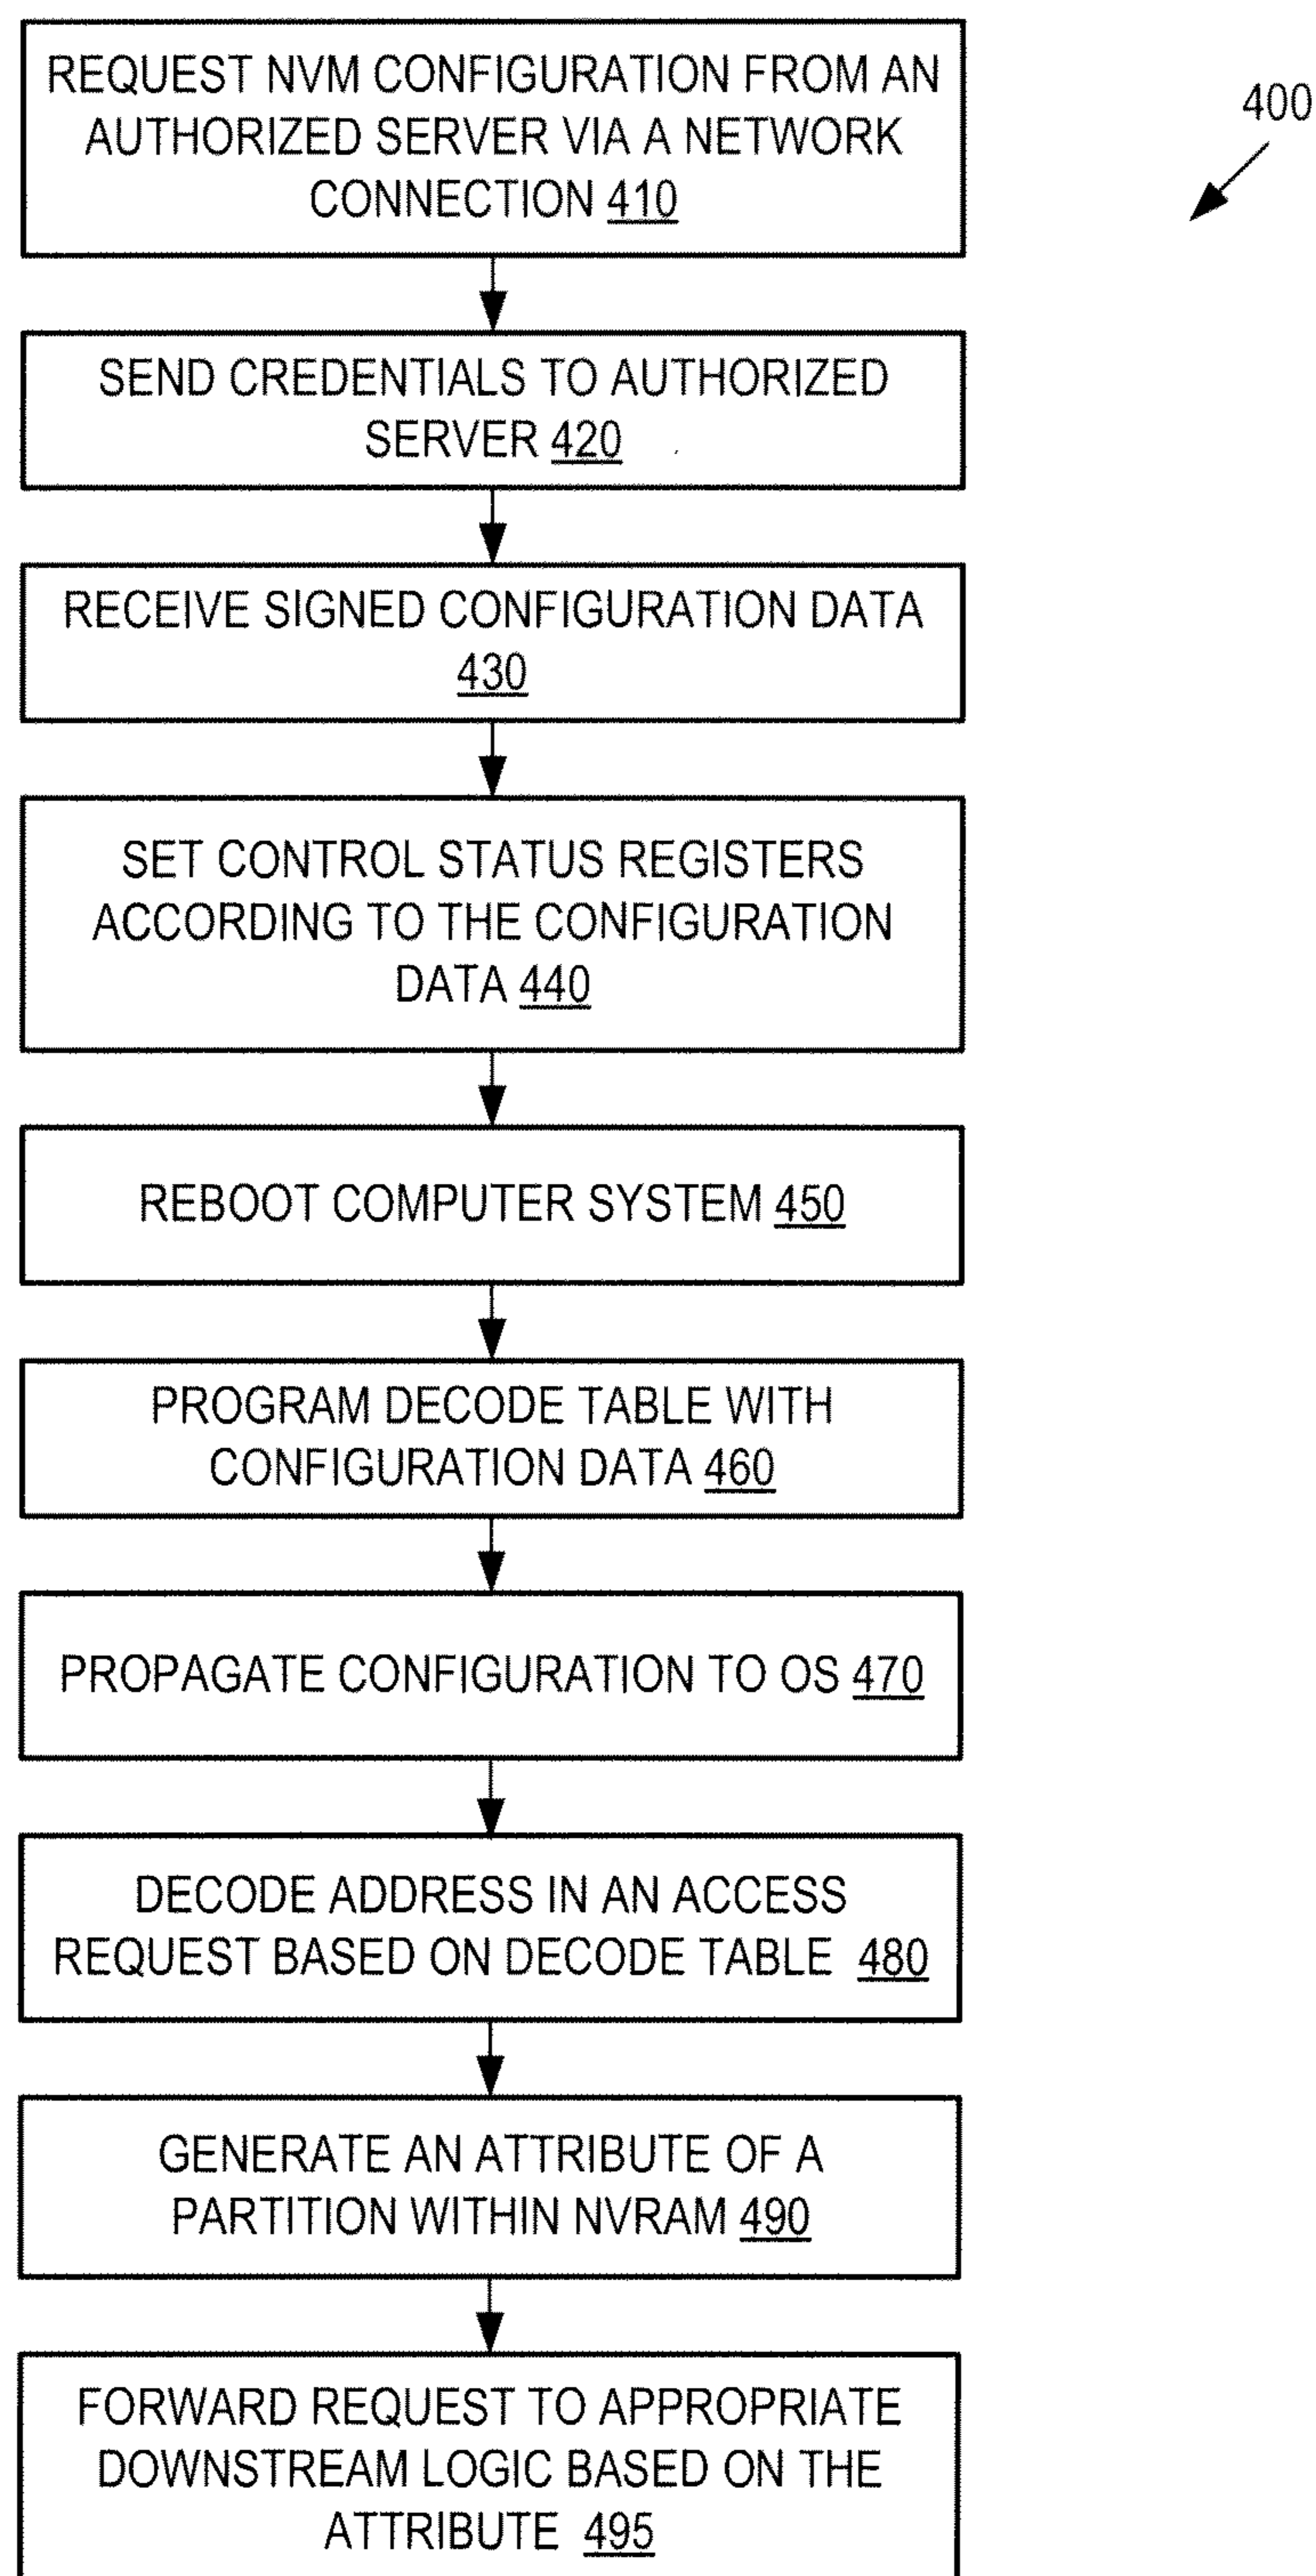 REQUEST NVM CONFIGURATION FROM AN
AUTHORIZED SERVER VIA A NETWORK
CONNECTION 410
400
SEND CREDENTIALS TO AUTHORIZED
SERVER 420
RECEIVE SIGNED CONFIGURATION DATA
430
SET CONTROL STATUS REGISTERS
ACCORDING TO THE CONFIGURATION
DATA 440
REBOOT COMPUTER SYSTEM 450
PROGRAM DECODE TABLE WITH
CONFIGURATION DATA 460
PROPAGATE CONFIGURATION TO OS 470
DECODE ADDRESS IN AN ACCESS
REQUEST BASED ON DECODE TABLE 480
GENERATE AN ATTRIBUTE OF A
PARTITION WITHIN NVRAM 490
FORWARD REQUEST TO APPROPRIATE
DOWNSTREAM LOGIC BASED ON THE
ATTRIBUTE 495